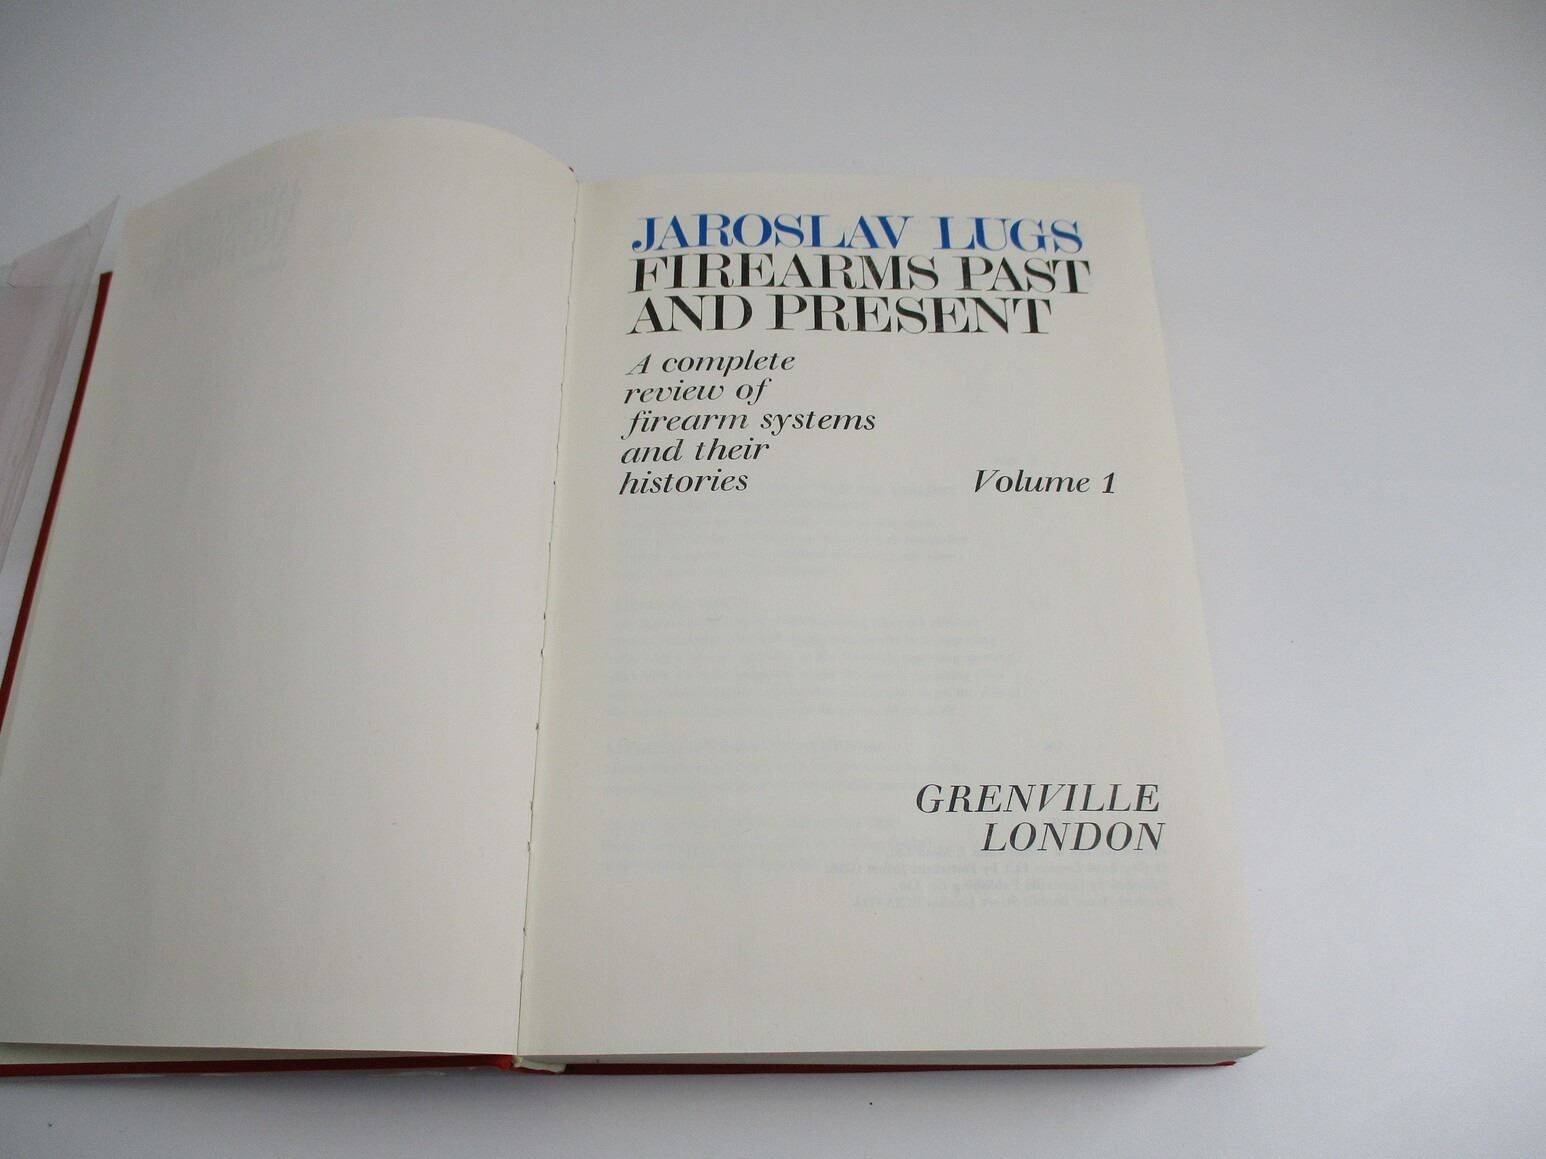 JAROSLAV LUGS
FIREARMS PAST
AND PRESENT
A complete
review of
firearm systems
and their
histories
Volume 1
GRENVILLE
LONDON